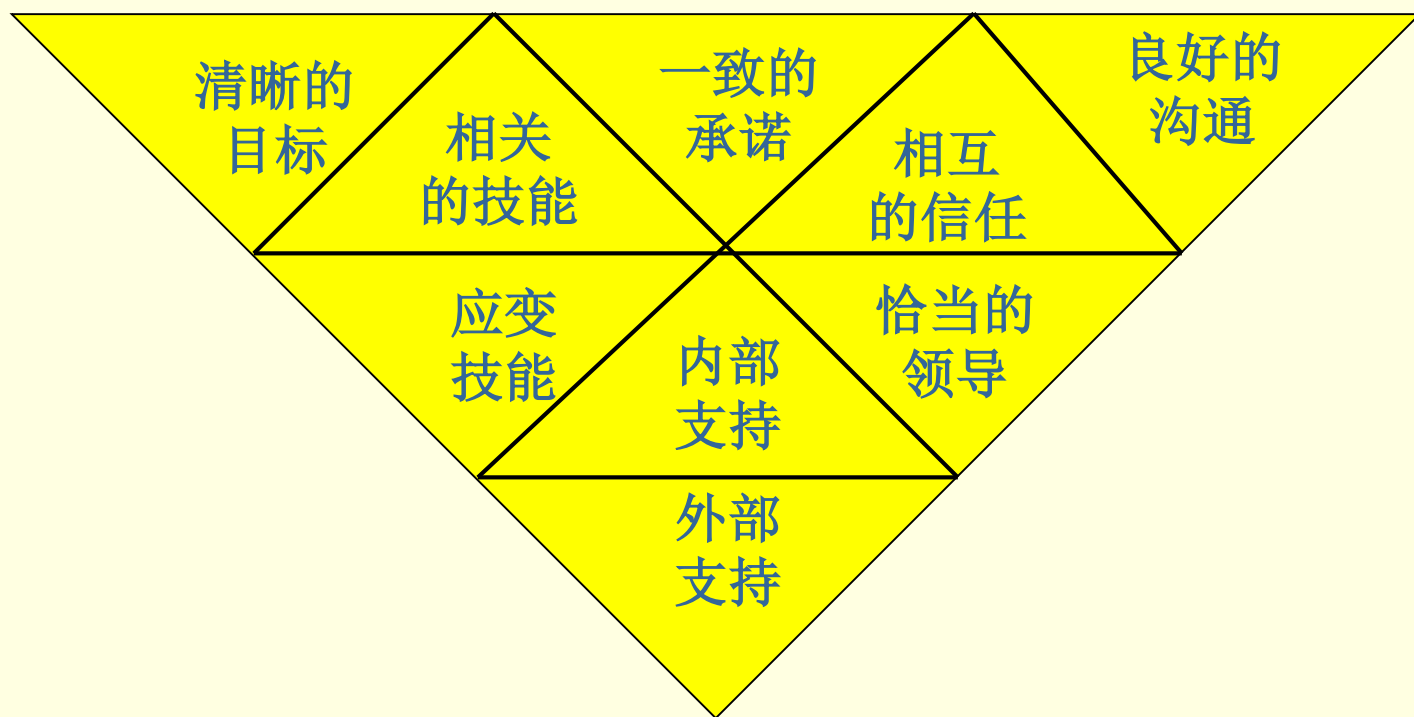 清晰的
目标
相关
的技能
一致的
承诺
相互
的信任
良好的
沟通
应变
技能
内部
支持
恰当的
领导
外部
支持